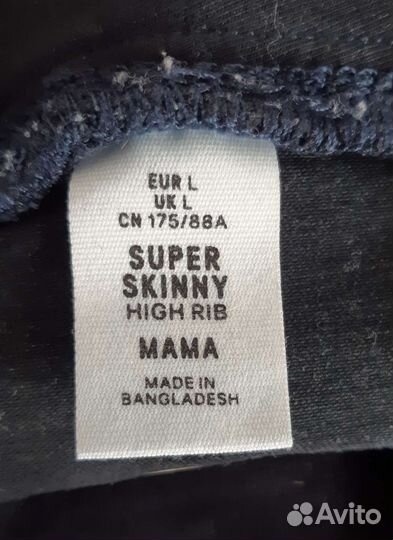 EUR L
UK L
CN 175/88A
SUPER
SKINNY
HIGH RIB
MAMA
MADE IN
BANGLADESH
Avito